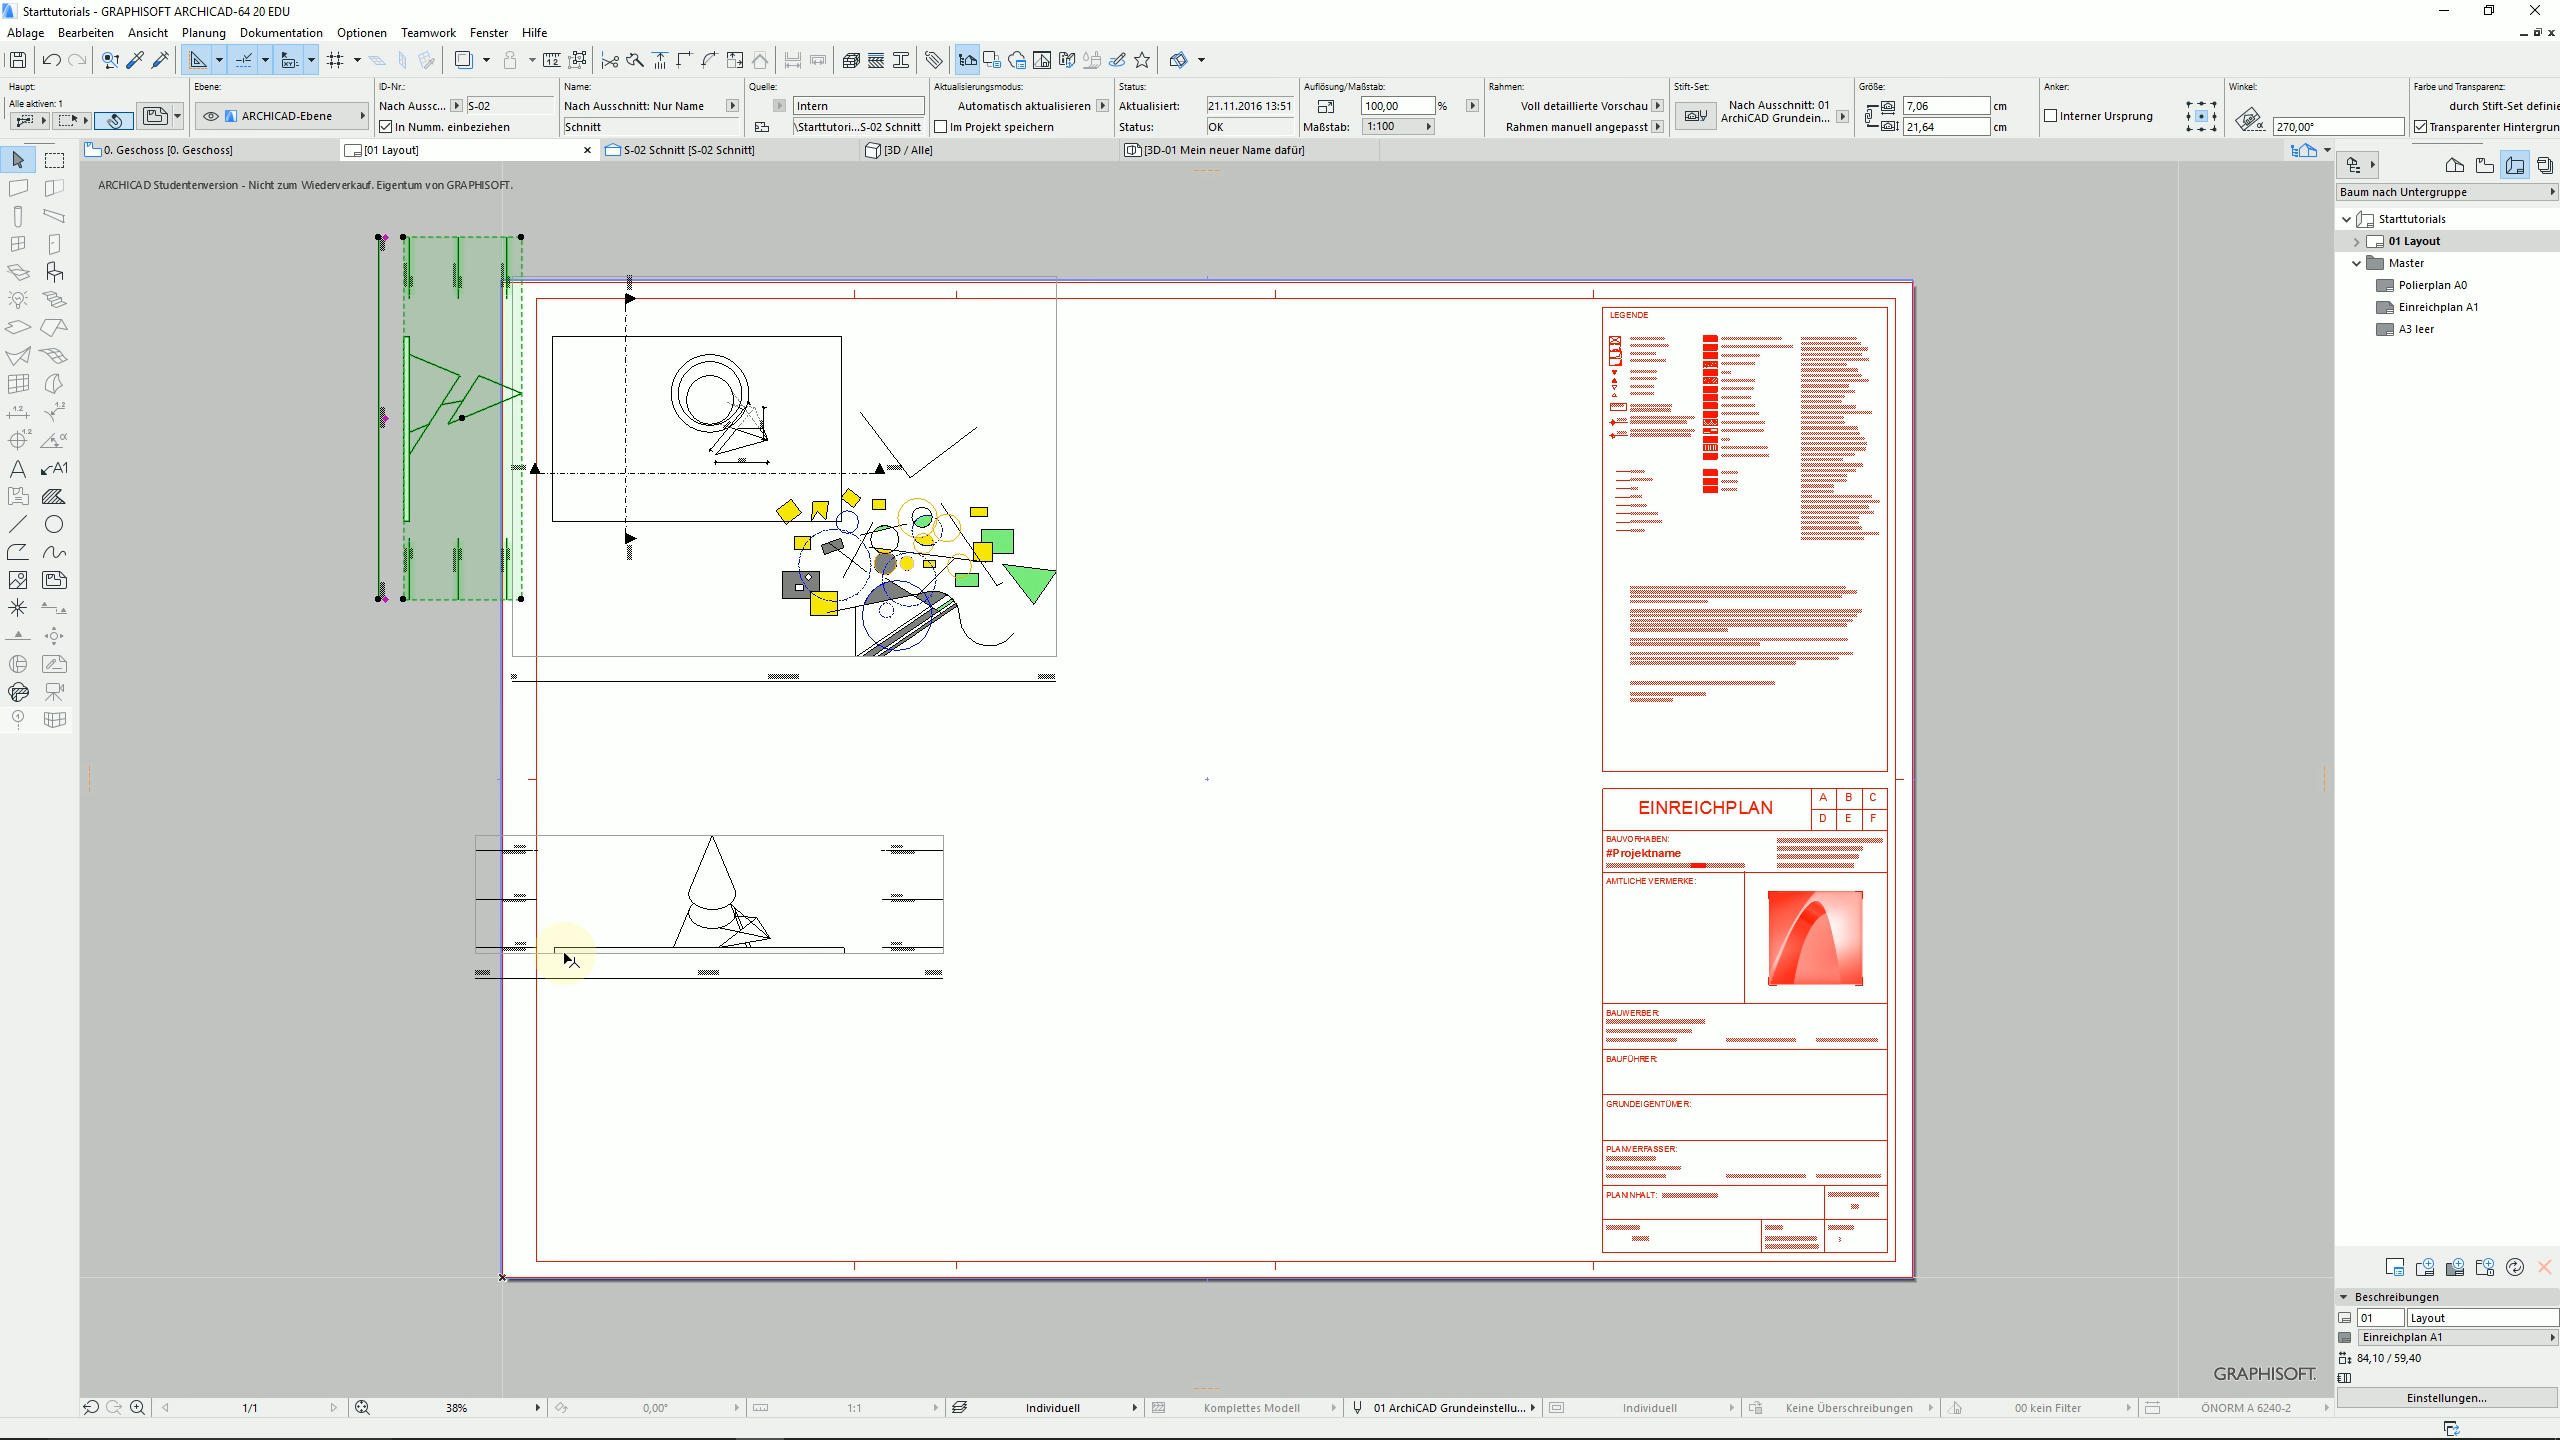 Starttutorials - GRAPHISOFT ARCHICAD-64 20 EDU
Ablage Bearbeiten Ansicht Planung Dokumentation Optionen Teamwork Fenster Hilfe
Haupt: Ebene: ID-Nr.: Name: Quelle: Aktualisierungsmodus: Status: Auflösung/Maßstab: Rahmen: Stift-Set: Größe: Anker: Winkel: Farbe und Transparenz:
Alle aktiven: 1
Nach Aussc... S-02 Nach Ausschnitt: Nur Name Intern Automatisch aktualisieren Aktualisiert: 21.11.2016 13:51 100,00 % Voll detaillierte Vorschau Nach Ausschnitt: 01 7,06 cm durch Stift-Set definie
ARCHICAD-Ebene ArchiCAD Grundein... Interner Ursprung
In Numm. einbeziehen Schnitt \Starttutori...S-02 Schnitt Im Projekt speichern Status: OK Maßstab: 1:100 Rahmen manuell angepasst 21,64 cm 270,00° Transparenter Hintergrun
0. Geschoss [0. Geschoss] [01 Layout] S-02 Schnitt [S-02 Schnitt] [3D / Alle] [3D-01 Mein neuer Name dafür]
ARCHICAD Studentenversion - Nicht zum Wiederverkauf. Eigentum von GRAPHISOFT.
Baum nach Untergruppe
Starttutorials
01 Layout
Master
Polierplan A0
Einreichplan A1
A3 leer
LEGENDE
EINREICHPLAN
A B C
D E F
BAUVORHABEN:
#Projektname
AMTLICHE VERMERKE:
BAUWERBER:
BAUFÜHRER:
GRUNDEIGENTÜMER:
PLANVERFASSER:
PLANINHALT:
Beschreibungen
01 Layout
Einreichplan A1
84,10 / 59,40
Einstellungen...
GRAPHISOFT.
1/1 38% 0,00° 1:1 Individuell Komplettes Modell 01 ArchiCAD Grundeinstellu... Individuell Keine Überschreibungen 00 kein Filter ÖNORM A 6240-2